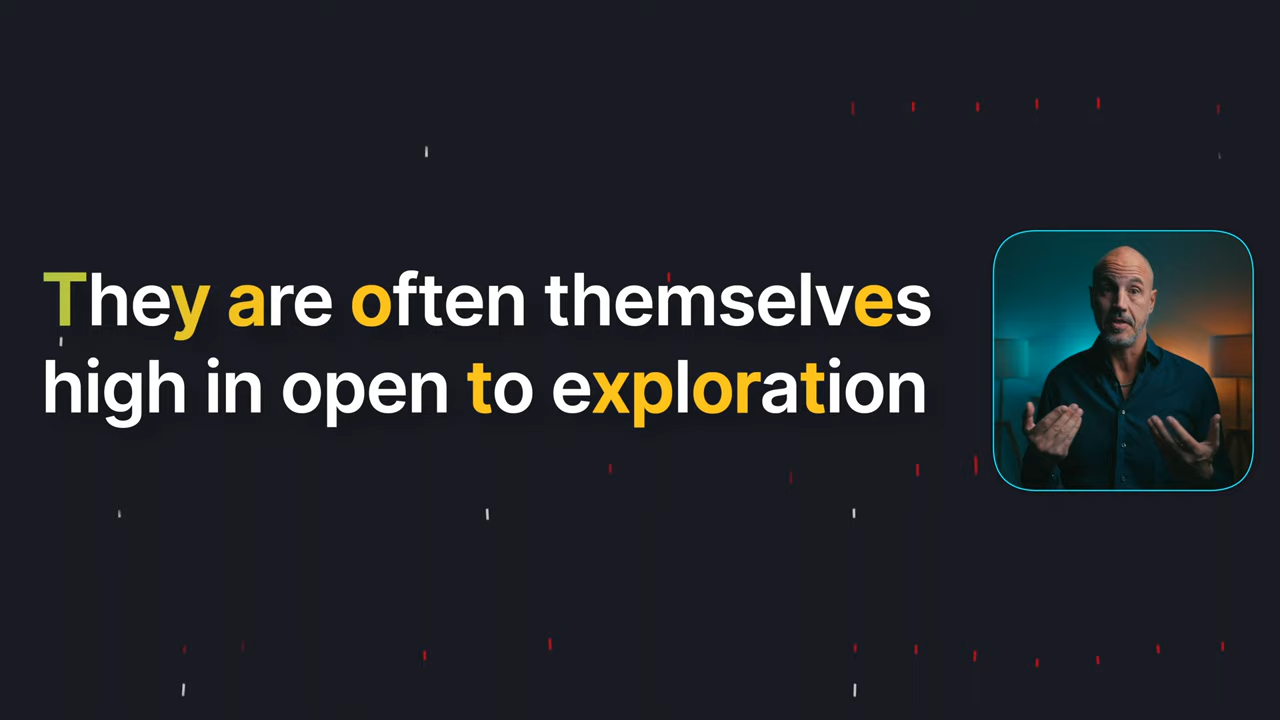 They are often themselves
high in open to exploration